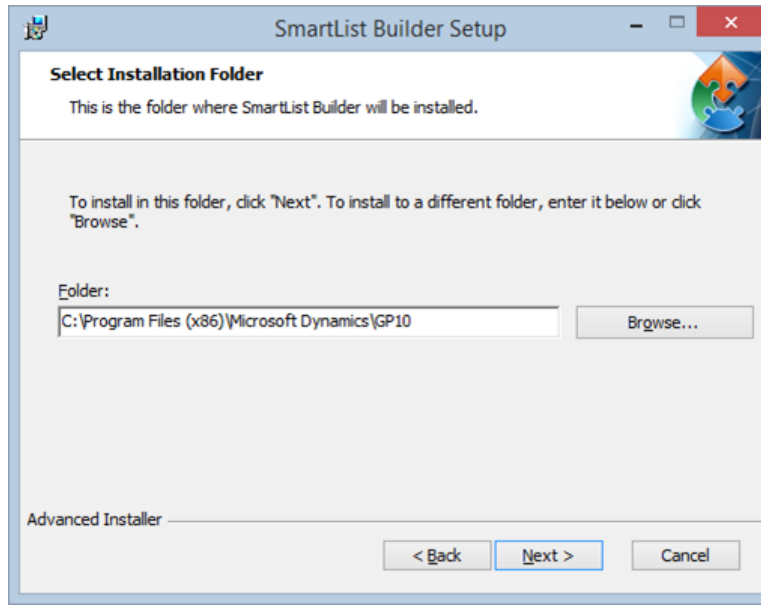 SmartList Builder Setup
Select Installation Folder
This is the folder where SmartList Builder will be installed.
To install in this folder, click "Next". To install to a different folder, enter it below or click
"Browse".
Folder:
C:\Program Files (x86)\Microsoft Dynamics\GP10
Browse...
Advanced Installer
< Back
Next >
Cancel